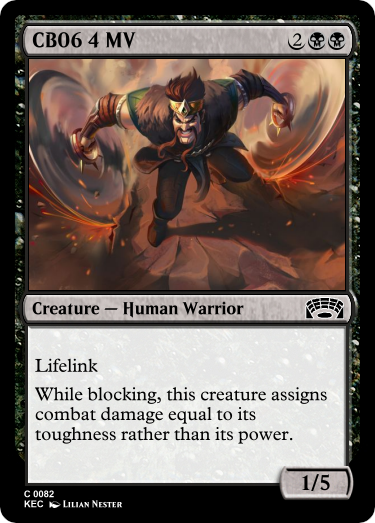 CB06 4 MV 2
Creature — Human Warrior
Lifelink
While blocking, this creature assigns
combat damage equal to its
toughness rather than its power.
1/5
C 0082
KEC Lilian Nester